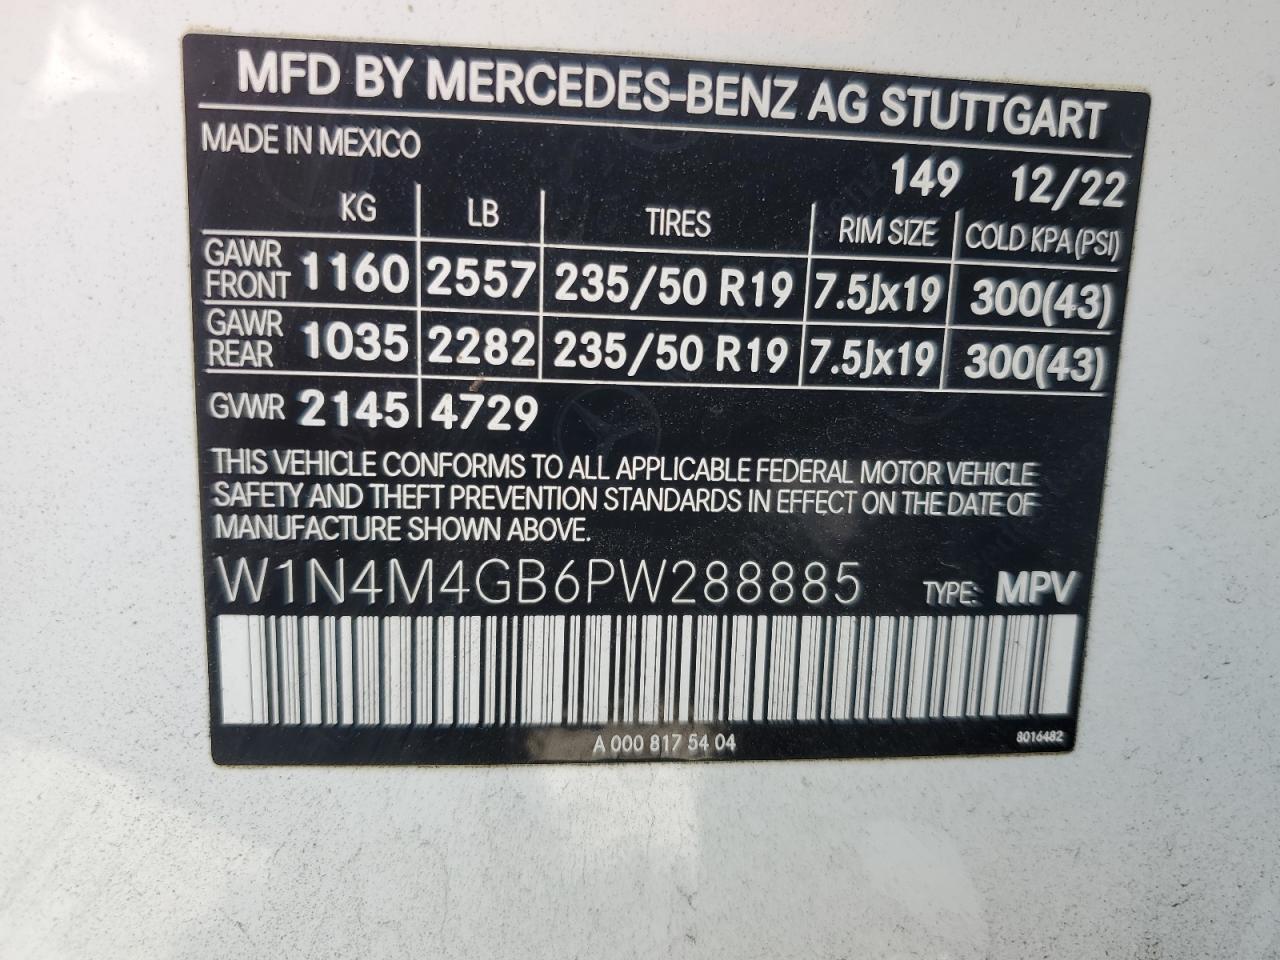 MFD BY MERCEDES-BENZ AG STUTTGART
MADE IN MEXICO
149 12/22
KG LB TIRES RIM SIZE COLD KPA (PSI)
GAWR FRONT 1160 2557 235/50 R19 7.5Jx19 300(43)
GAWR REAR 1035 2282 235/50 R19 7.5Jx19 300(43)
GVWR 2145 4729
THIS VEHICLE CONFORMS TO ALL APPLICABLE FEDERAL MOTOR VEHICLE
SAFETY AND THEFT PREVENTION STANDARDS IN EFFECT ON THE DATE OF
MANUFACTURE SHOWN ABOVE.
W1N4M4GB6PW288885 TYPE: MPV
A 000 817 54 04
8016482